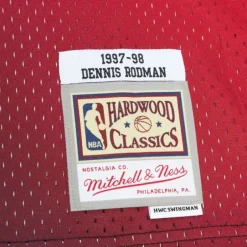 1997-98
DENNIS RODMAN
HARDWOOD
CLASSICS
NBA
NOSTALGIA CO.
Mitchell & Ness
PHILADELPHIA, PA.
HWC SWINGMAN